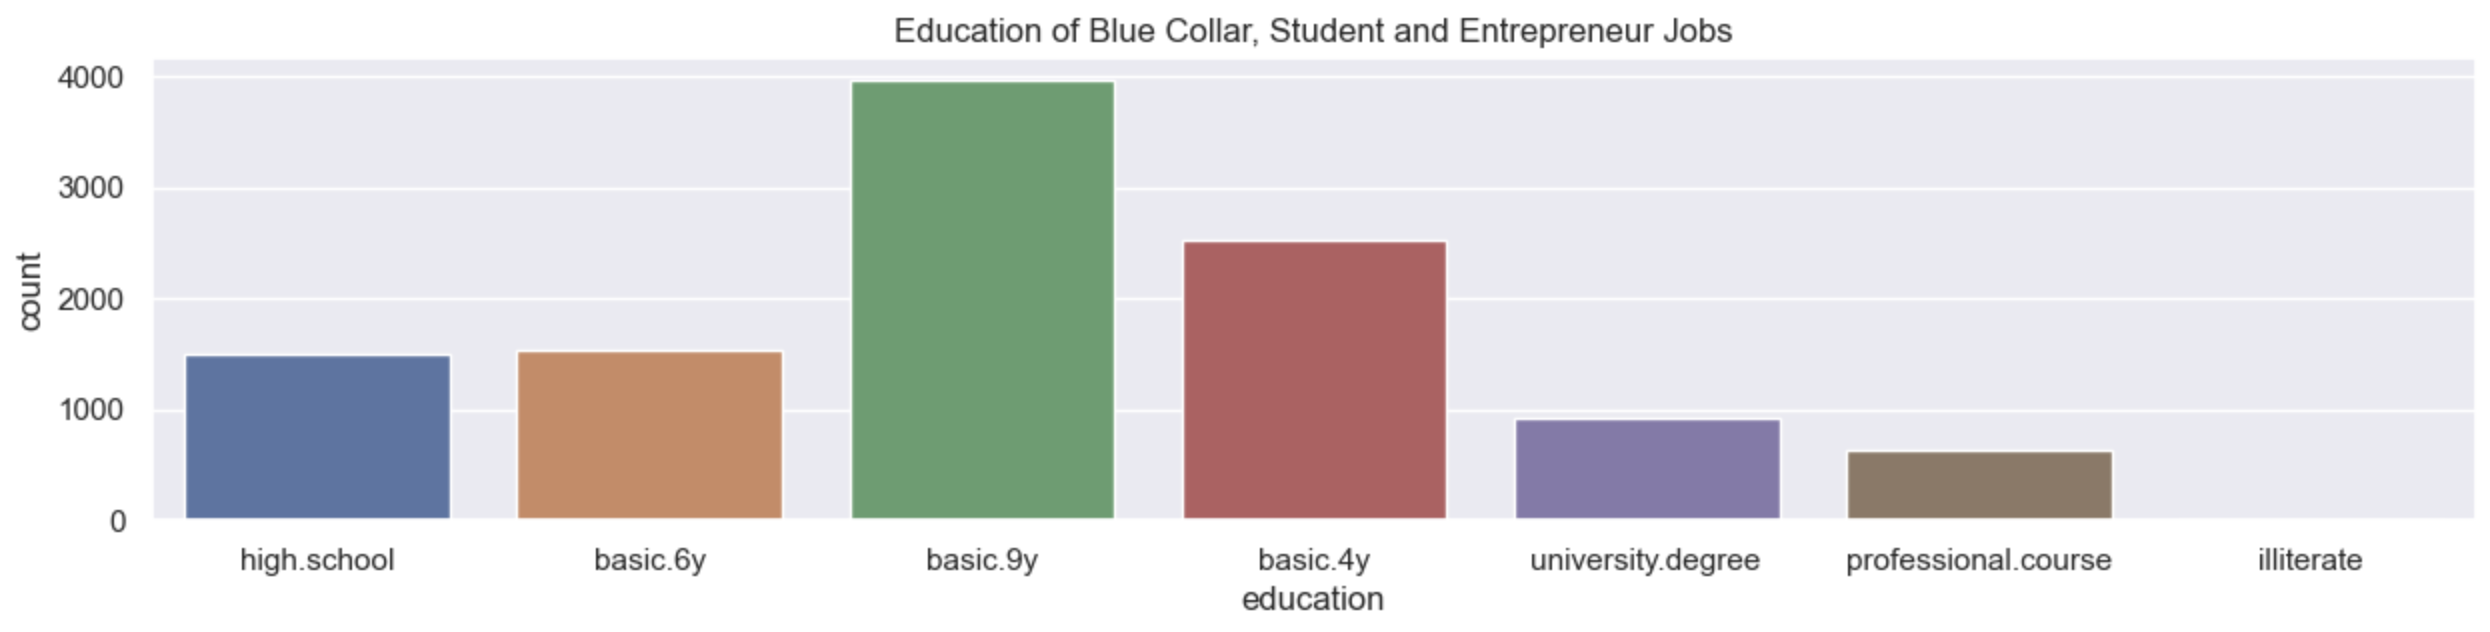 Education of Blue Collar, Student and Entrepreneur Jobs
4000
3000
2000
1000
0
count
high.school basic.6y basic.9y basic.4y university.degree professional.course illiterate
education